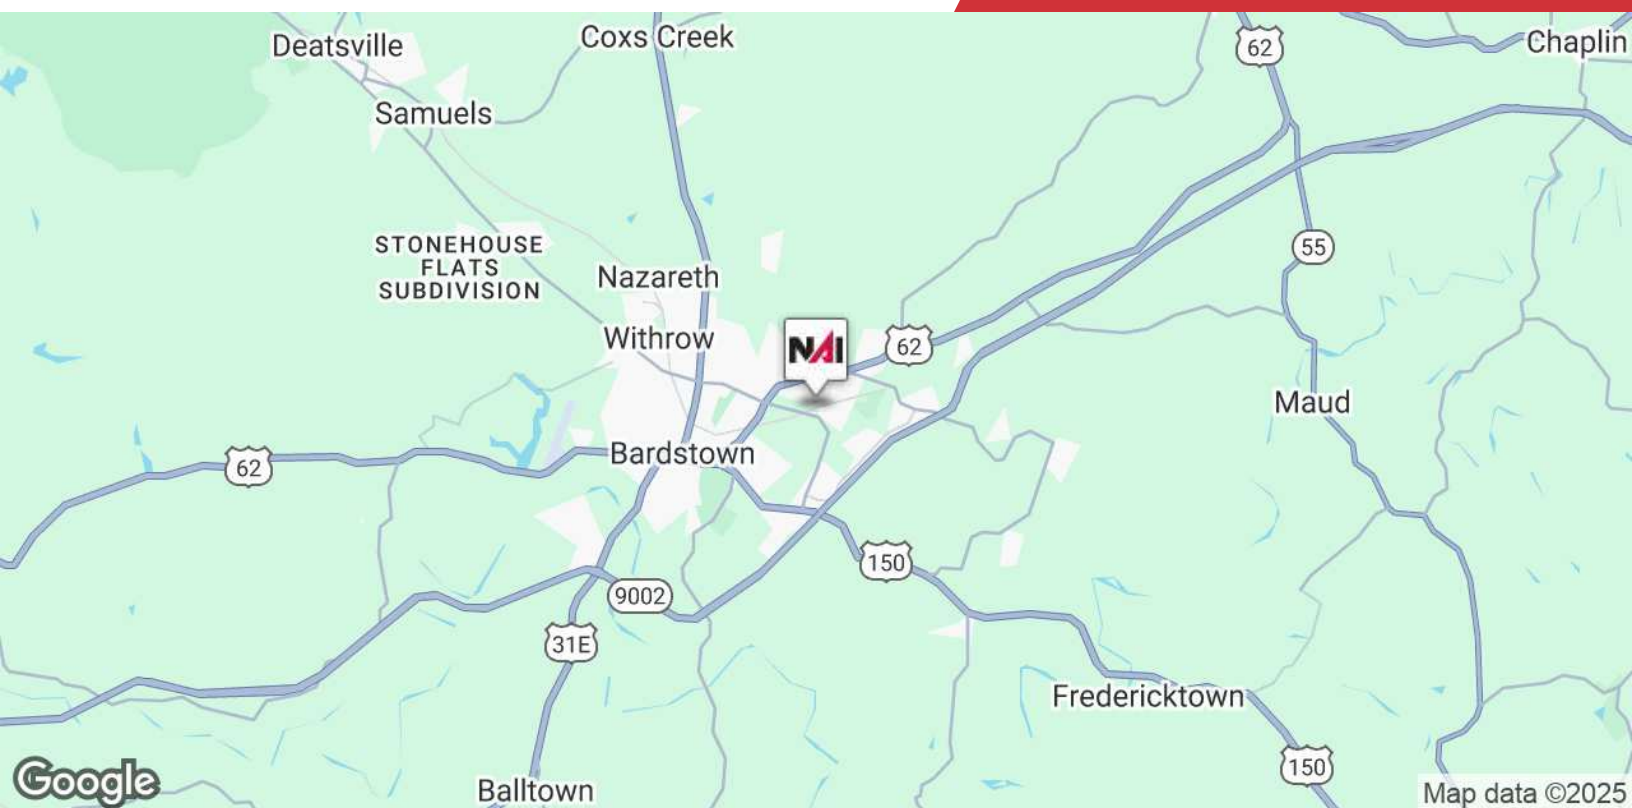 Deatsville
Coxs Creek
62
Chaplin
Samuels
STONEHOUSE
FLATS
SUBDIVISION
55
Nazareth
Withrow
NAI
62
Maud
Bardstown
62
150
9002
31E
Fredericktown
150
Google
Balltown
Map data ©2025